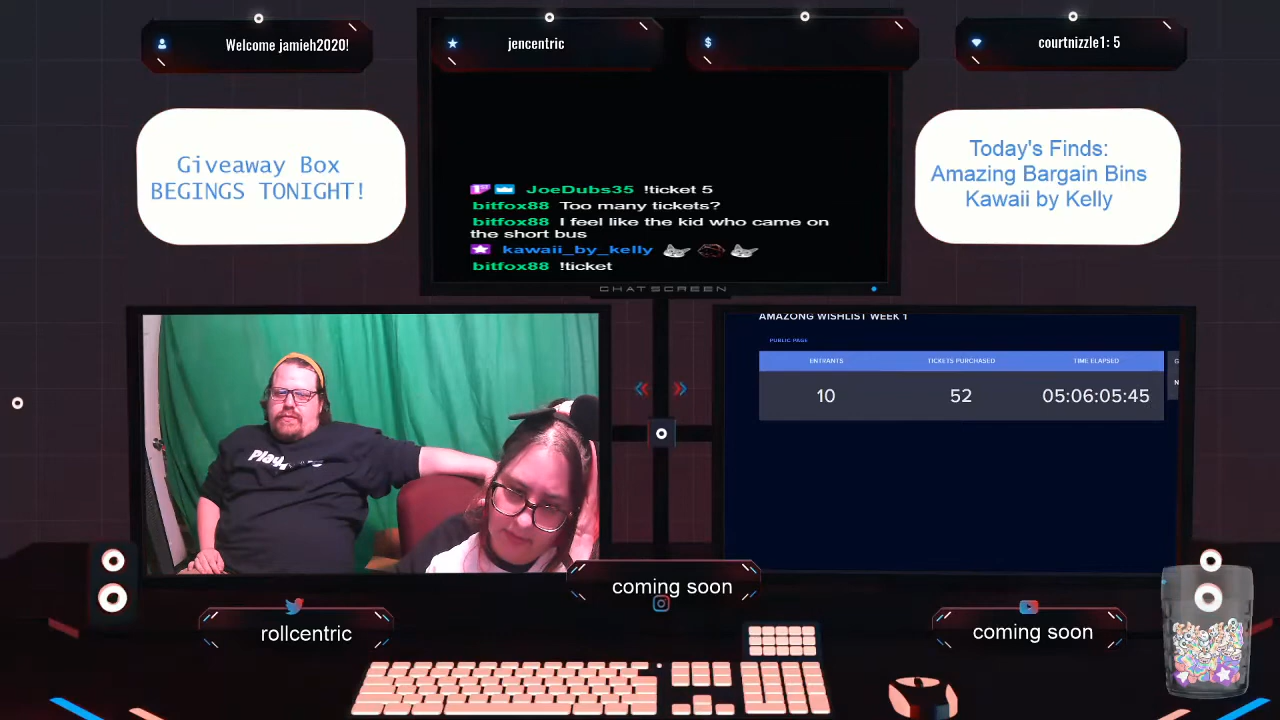 Welcome jamieh2020!
jencentric
$
courtnizzle1: 5
Giveaway Box
BEGINGS TONIGHT!
Today's Finds:
Amazing Bargain Bins
Kawaii by Kelly
JoeDubs35 !ticket 5
bitfox88 Too many tickets?
bitfox88 I feel like the kid who came on
the short bus
kawaii_by_kelly
bitfox88 !ticket
CHATSCREEN
AMAZONG WISHLIST WEEK 1
PUBLIC PAGE
ENTRANTS TICKETS PURCHASED TIME ELAPSED
10 52 05:06:05:45
coming soon
rollcentric
coming soon